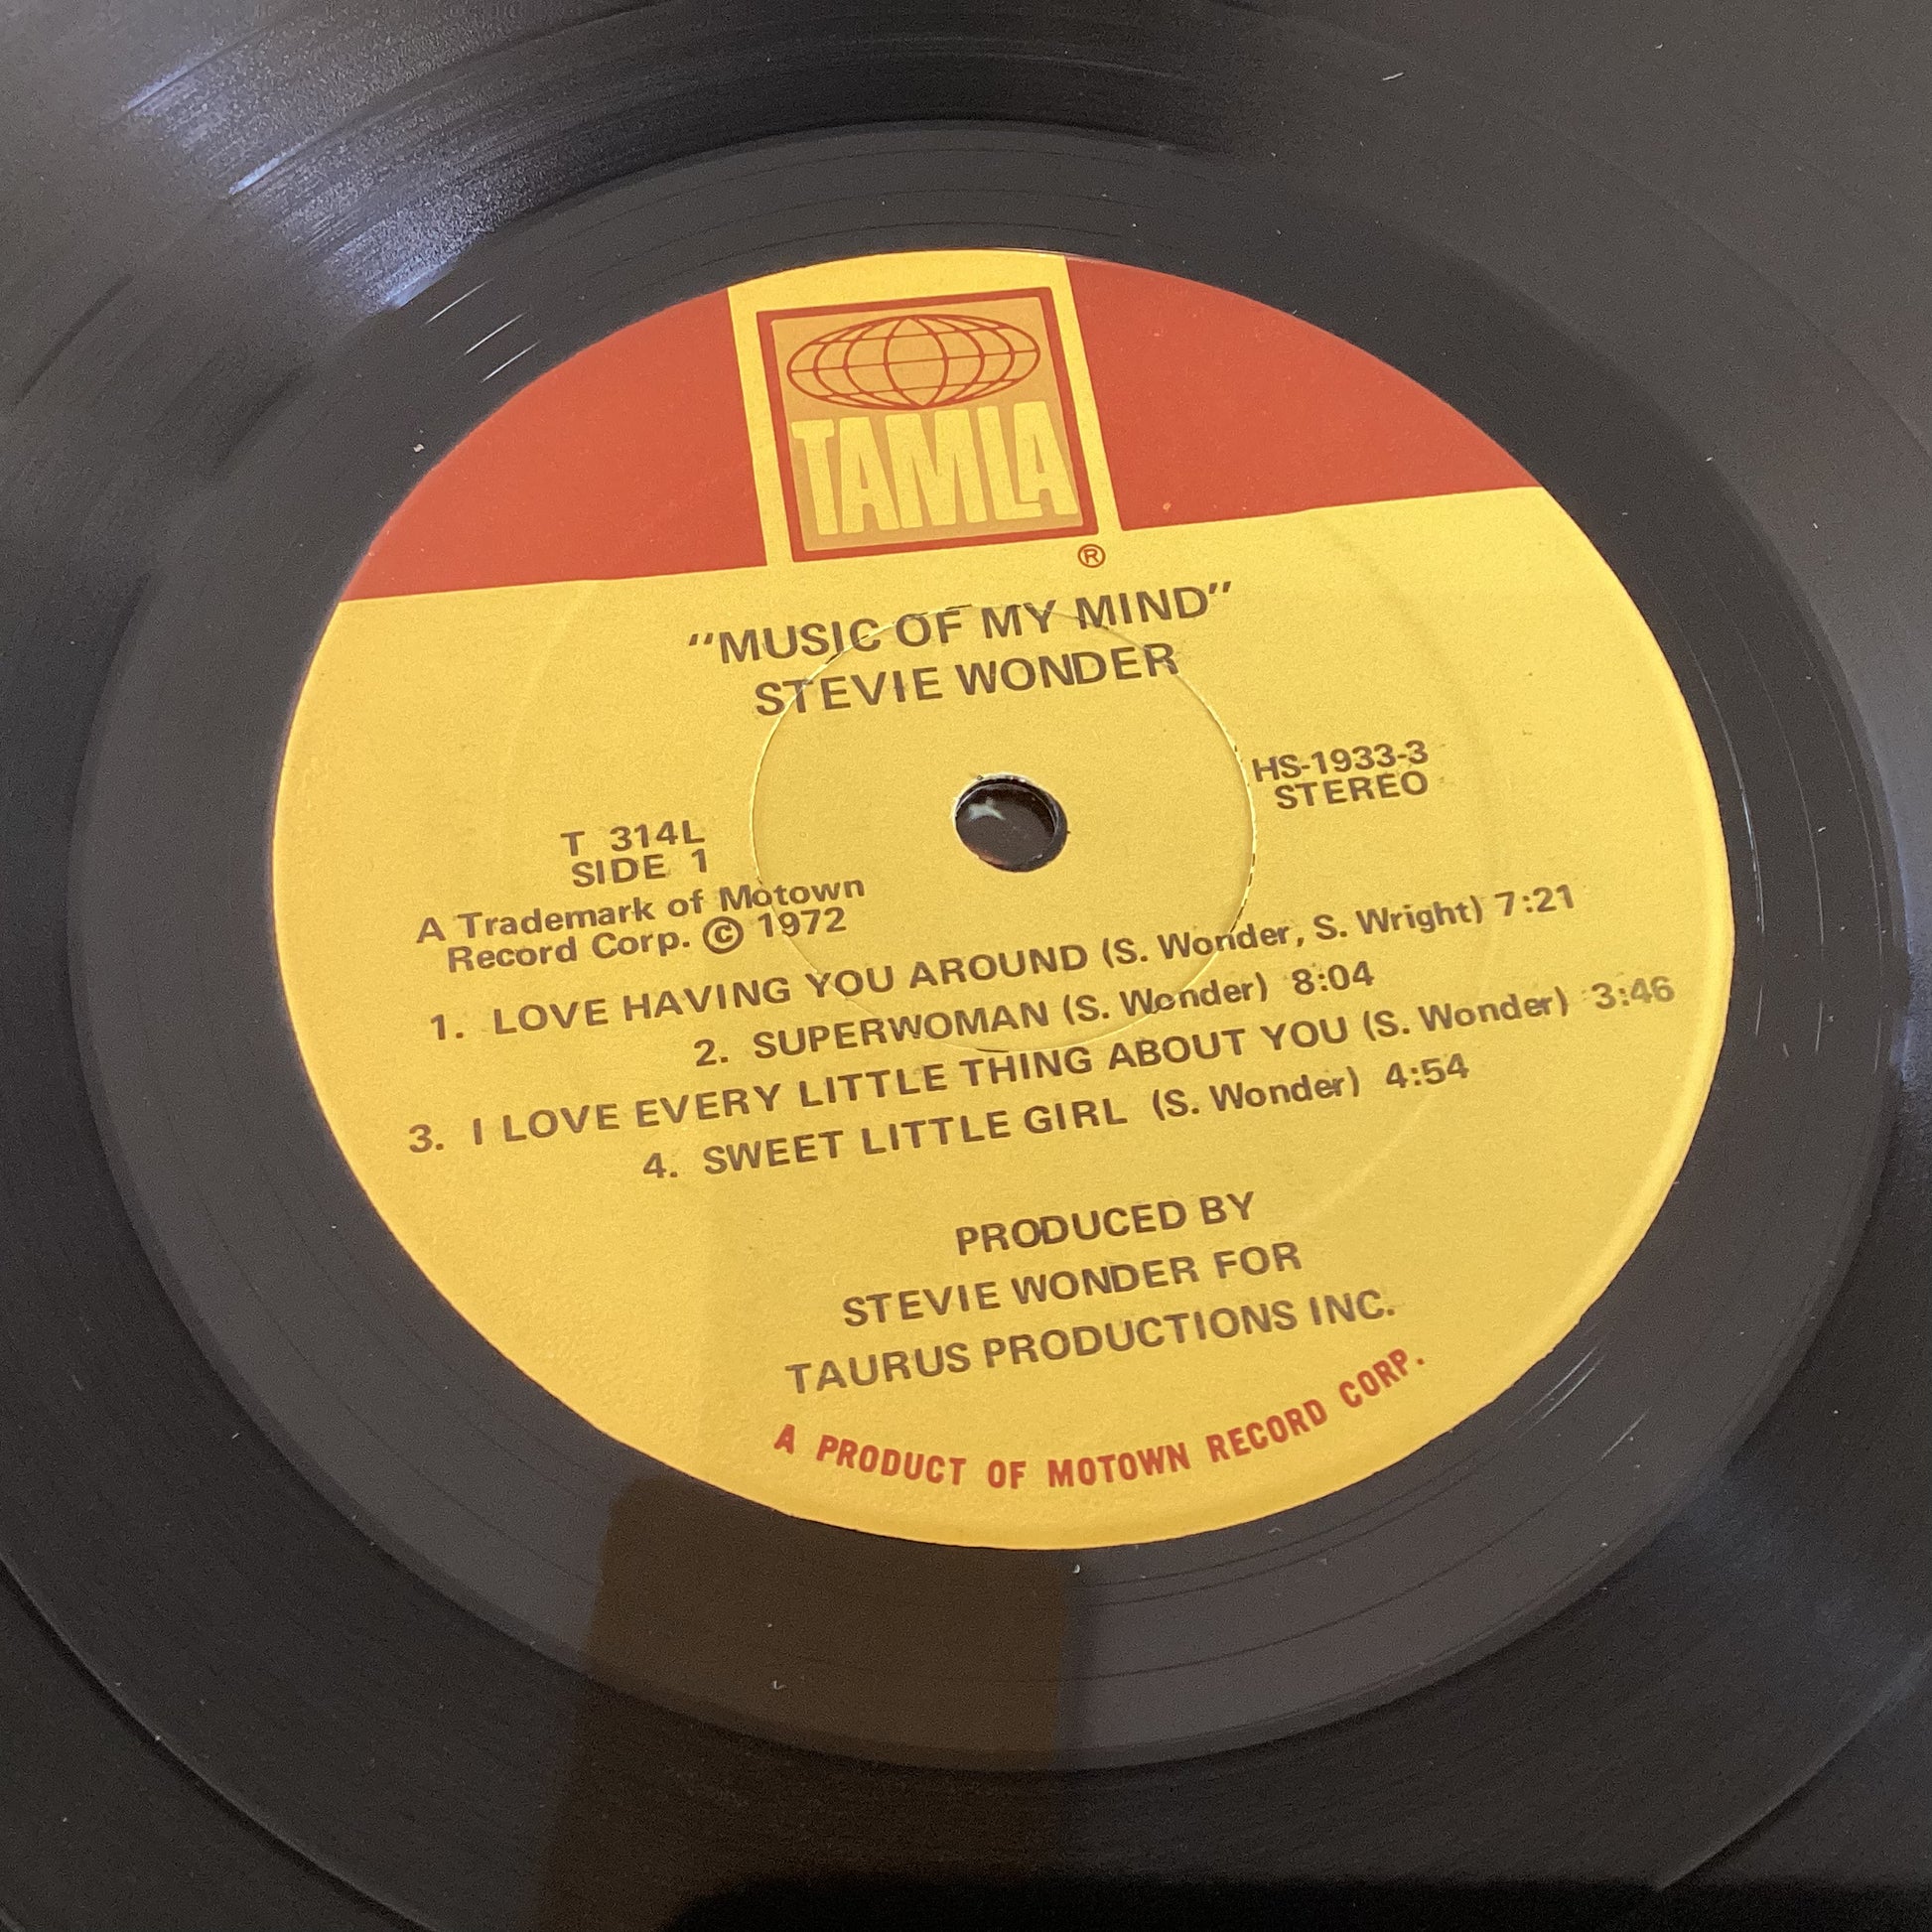 TAMLA
®
"MUSIC OF MY MIND"
STEVIE WONDER
HS-1933-3
STEREO
T 314L
SIDE 1
A Trademark of Motown
Record Corp. © 1972
1. LOVE HAVING YOU AROUND (S. Wonder, S. Wright) 7:21
2. SUPERWOMAN (S. Wonder) 8:04
3. I LOVE EVERY LITTLE THING ABOUT YOU (S. Wonder) 3:46
4. SWEET LITTLE GIRL (S. Wonder) 4:54
PRODUCED BY
STEVIE WONDER FOR
TAURUS PRODUCTIONS INC.
A PRODUCT OF MOTOWN RECORD CORP.